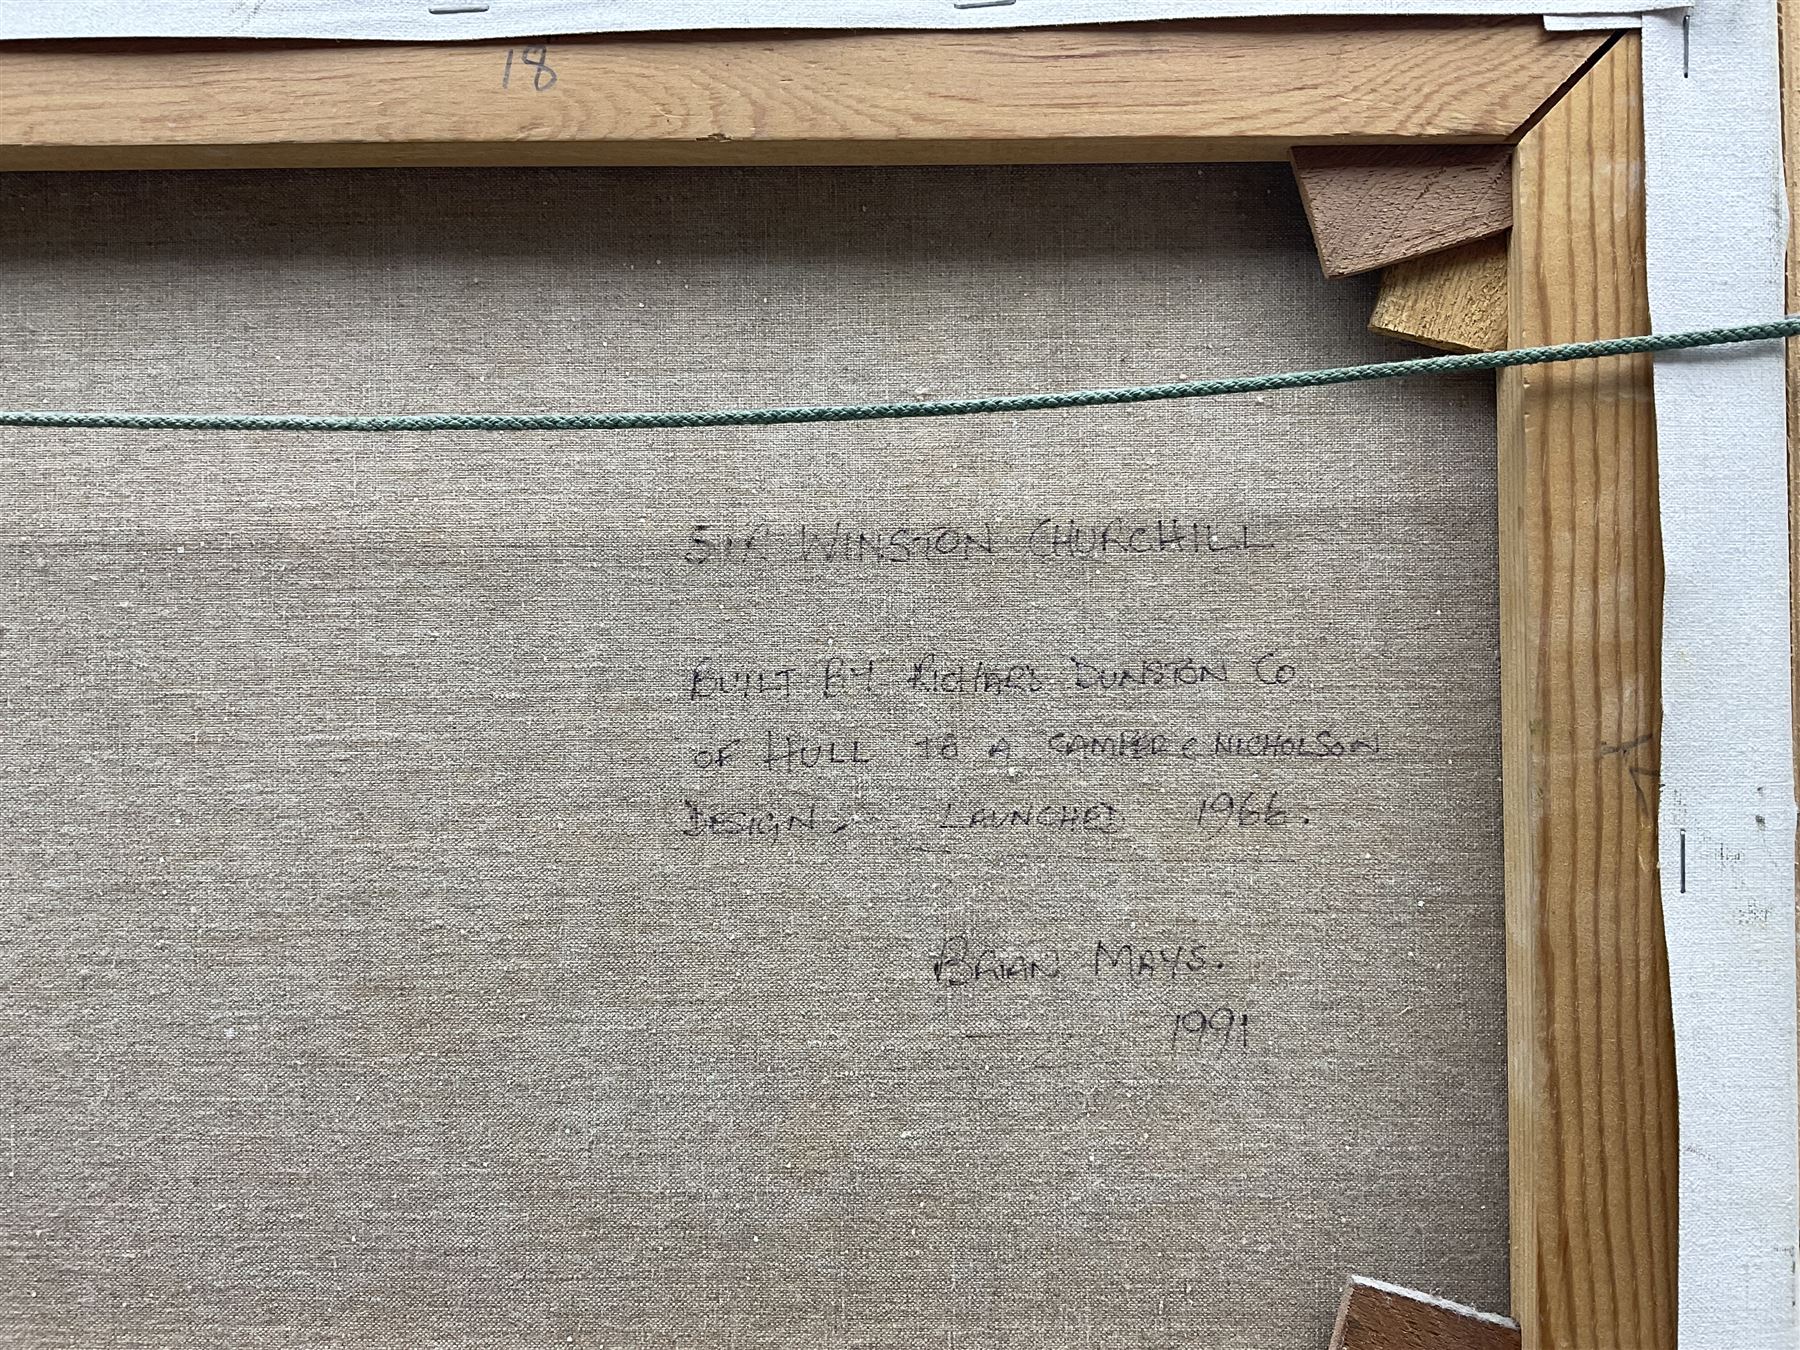 18
SIR WINSTON CHURCHILL
BUILT BY RICHARD DUNSTON CO
OF HULL TO A CAMPER & NICHOLSON
DESIGN. LAUNCHED 1966.
BRIAN MAYS.
1991